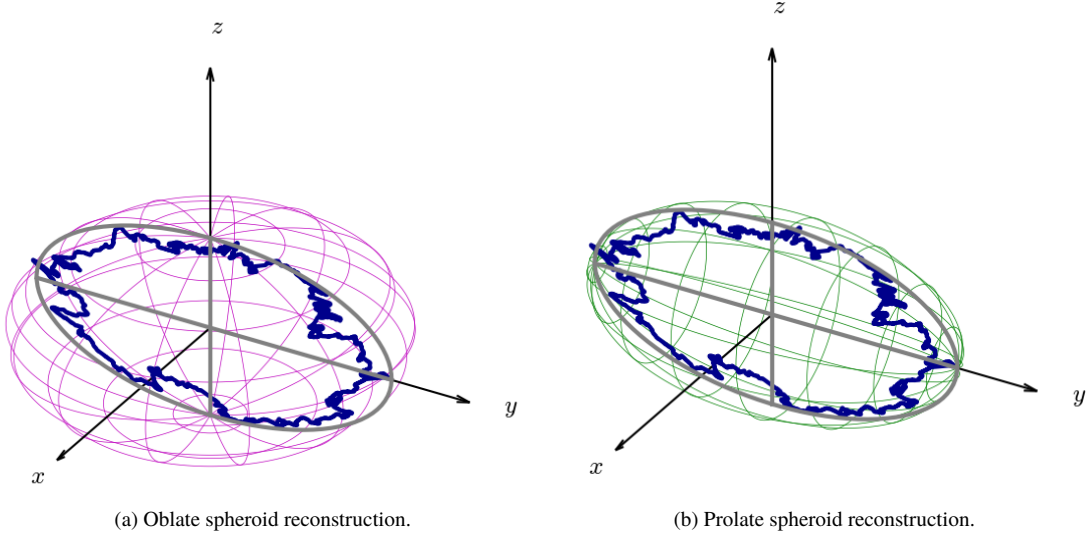 z
z
y
y
x
x
(a) Oblate spheroid reconstruction.
(b) Prolate spheroid reconstruction.